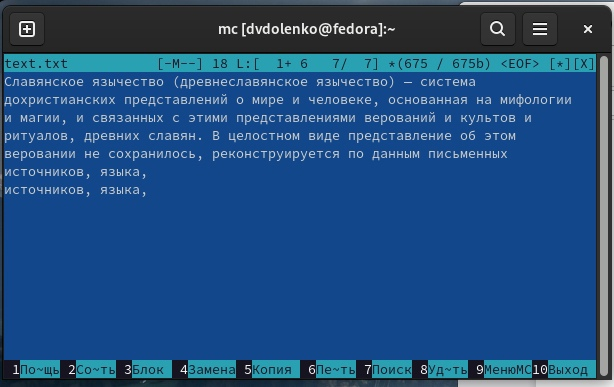 mc [dvdolenko@fedora]:~
text.txt [-M--] 18 L:[ 1+ 6 7/ 7] *(675 / 675b) <EOF> [*][X]
Славянское язычество (древнеславянское язычество) — система
дохристианских представлений о мире и человеке, основанная на мифологии
и магии, и связанных с этими представлениями верований и культов и
ритуалов, древних славян. В целостном виде представление об этом
веровании не сохранилось, реконструируется по данным письменных
источников, языка,
источников, языка,
1По~щь 2Со~ть 3Блок 4Замена 5Копия 6Пе~ть 7Поиск 8Уд~ть 9МенюMC 10Выход